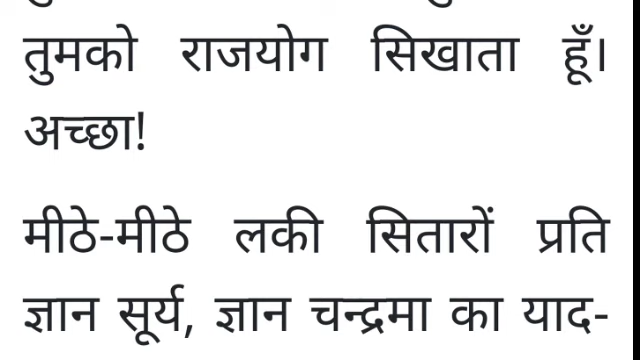 तुमको राजयोग सिखाता हूँ।
अच्छा!
मीठे-मीठे लकी सितारों प्रति
ज्ञान सूर्य, ज्ञान चन्द्रमा का याद-